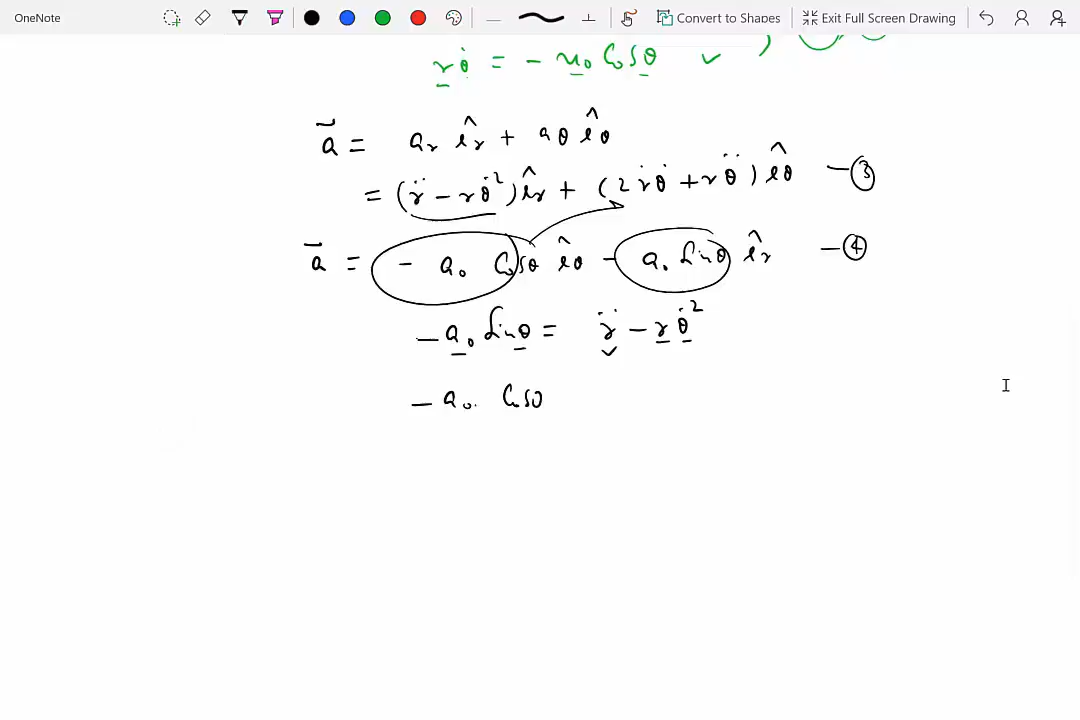 OneNote Convert to Shapes Exit Full Screen Drawing
rθ̇ = - u₀ Cosθ ✓
a⃗ = aᵣ êᵣ + aθ êθ
= (r̈ - rθ̇²) êᵣ + (2ṙθ̇ + rθ̈) êθ - ③
a⃗ = - a₀ Cosθ êθ - a₀ Sinθ êᵣ - ④
- a₀ Sinθ = r̈ - rθ̇²
- a₀. Cosθ